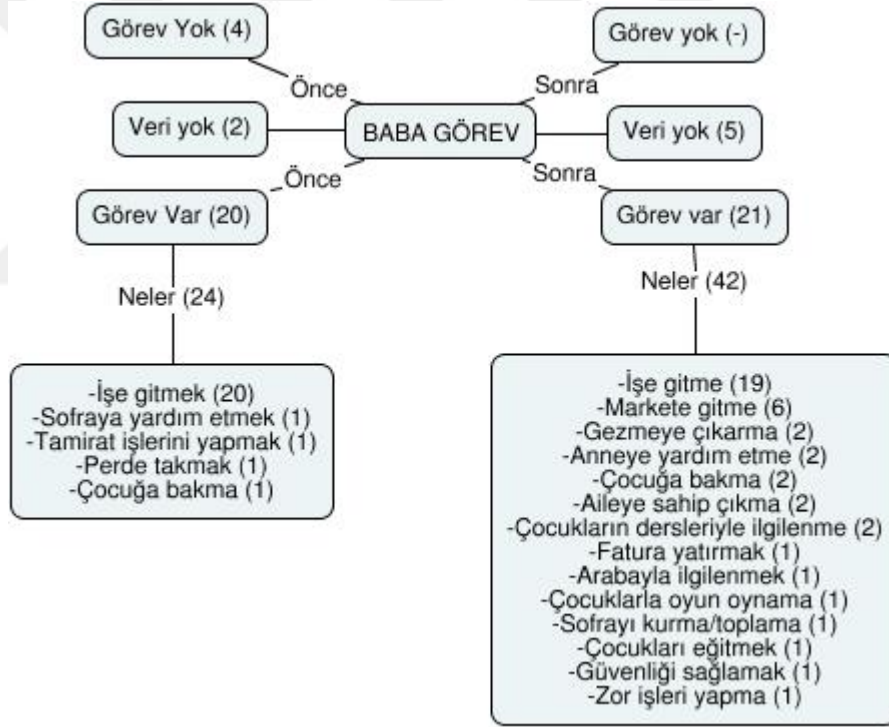 Görev Yok (4)
Görev yok (-)
Önce
Sonra
Veri yok (2)
BABA GÖREV
Veri yok (5)
Önce
Sonra
Görev Var (20)
Görev var (21)
Neler (24)
Neler (42)
-İşe gitmek (20)
-Sofraya yardım etmek (1)
-Tamirat işlerini yapmak (1)
-Perde takmak (1)
-Çocuğa bakma (1)
-İşe gitme (19)
-Markete gitme (6)
-Gezmeye çıkarma (2)
-Anneye yardım etme (2)
-Çocuğa bakma (2)
-Aileye sahip çıkma (2)
-Çocukların dersleriyle ilgilenme (2)
-Fatura yatırmak (1)
-Arabayla ilgilenmek (1)
-Çocuklarla oyun oynama (1)
-Sofrayı kurma/toplama (1)
-Çocukları eğitmek (1)
-Güvenliği sağlamak (1)
-Zor işleri yapma (1)